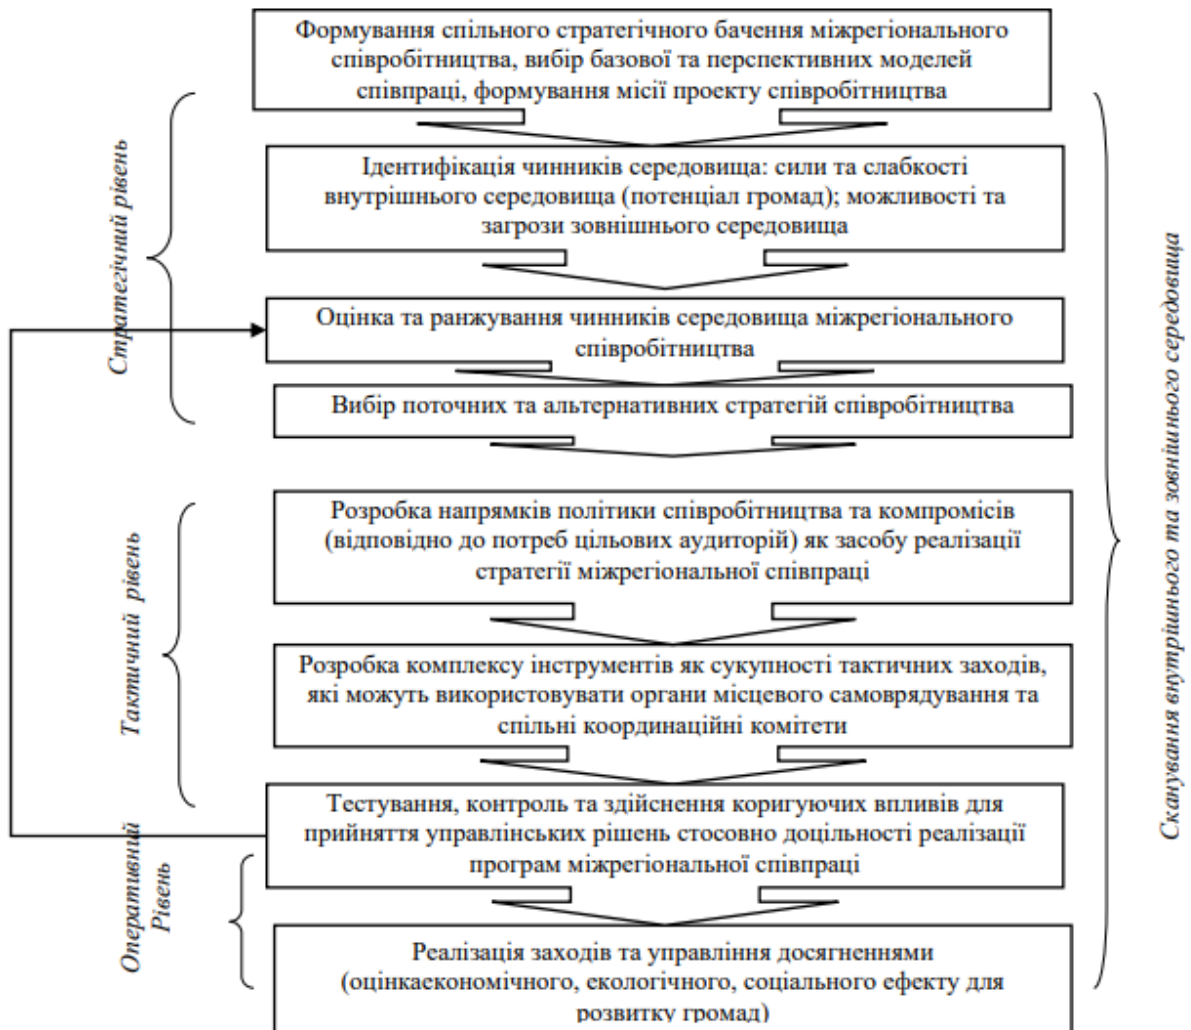 Формування спільного стратегічного бачення міжрегіонального
співробітництва, вибір базової та перспективних моделей
співпраці, формування місії проекту співробітництва
Ідентифікація чинників середовища: сили та слабкості
внутрішнього середовища (потенціал громад); можливості та
загрози зовнішнього середовища
Оцінка та ранжування чинників середовища міжрегіонального
співробітництва
Вибір поточних та альтернативних стратегій співробітництва
Розробка напрямків політики співробітництва та компромісів
(відповідно до потреб цільових аудиторій) як засобу реалізації
стратегії міжрегіональної співпраці
Розробка комплексу інструментів як сукупності тактичних заходів,
які можуть використовувати органи місцевого самоврядування та
спільні координаційні комітети
Тестування, контроль та здійснення коригуючих впливів для
прийняття управлінських рішень стосовно доцільності реалізації
програм міжрегіональної співпраці
Реалізація заходів та управління досягненнями
(оцінкаекономічного, екологічного, соціального ефекту для
розвитку громад)
Стратегічний рівень
Тактичний рівень
Оперативний
Рівень
Сканування внутрішнього та зовнішнього середовища